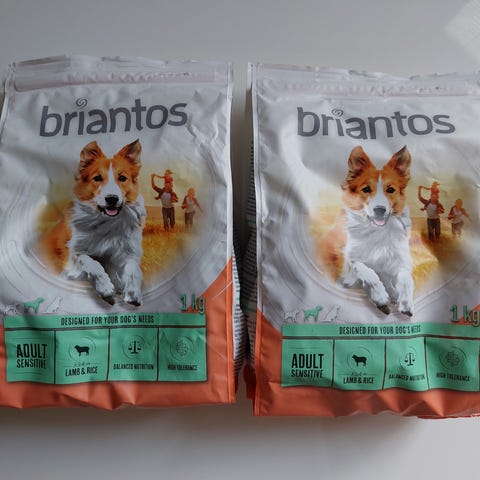 briantos
1 kg
DESIGNED FOR YOUR DOG'S NEEDS
ADULT
SENSITIVE
LAMB & RICE
BALANCED NUTRITION
HIGH TOLERANCE
briantos
1 kg
DESIGNED FOR YOUR DOG'S NEEDS
ADULT
SENSITIVE
LAMB & RICE
BALANCED NUTRITION
HIGH TOLERANCE